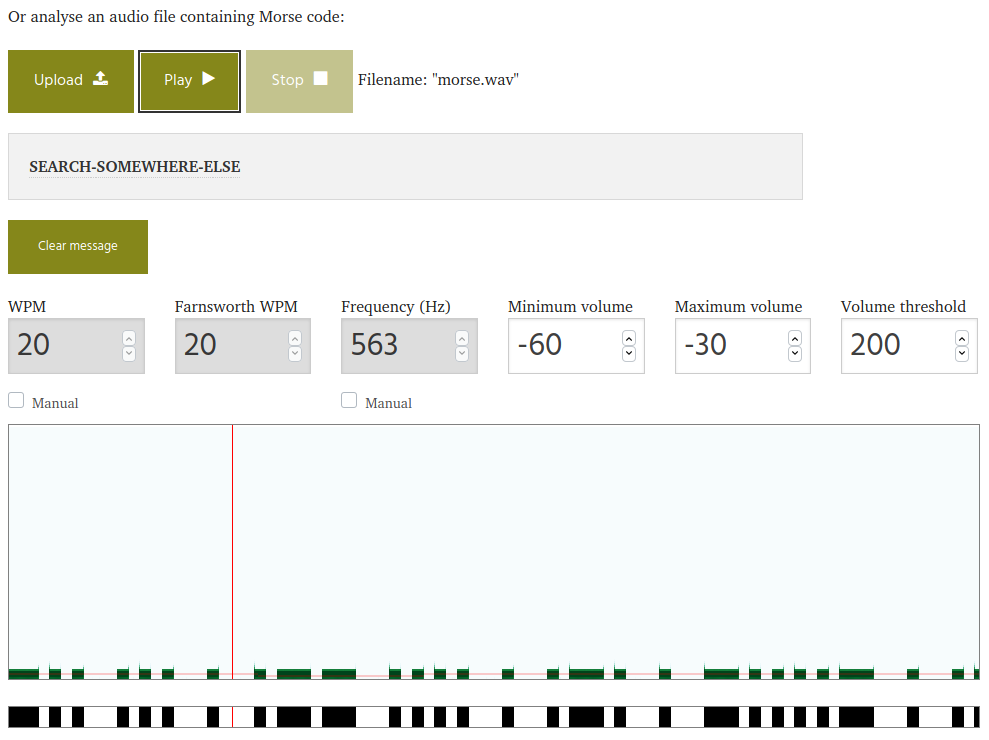 Or analyse an audio file containing Morse code:
Upload Play Stop Filename: "morse.wav"
SEARCH-SOMEWHERE-ELSE
Clear message
WPM Farnsworth WPM Frequency (Hz) Minimum volume Maximum volume Volume threshold
20 20 563 -60 -30 200
Manual Manual